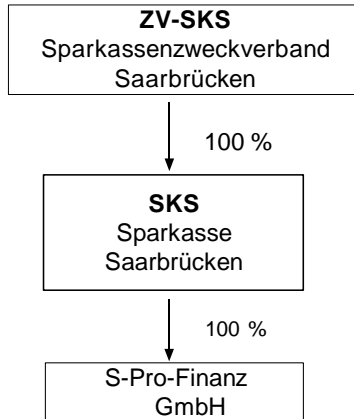 ZV-SKS
Sparkassenzweckverband
Saarbrücken
100 %
SKS
Sparkasse
Saarbrücken
100 %
S-Pro-Finanz
GmbH